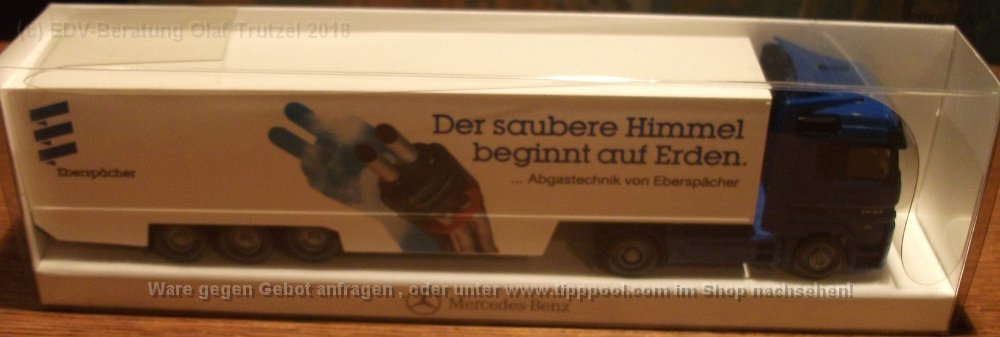 (c) EDV-Beratung Olaf Trutzel 2018
Der saubere Himmel
beginnt auf Erden.
... Abgastechnik von Eberspächer
Eberspächer
Ware gegen Gebot anfragen , oder unter www.tipppool.com im Shop nachsehen!
Mercedes-Benz